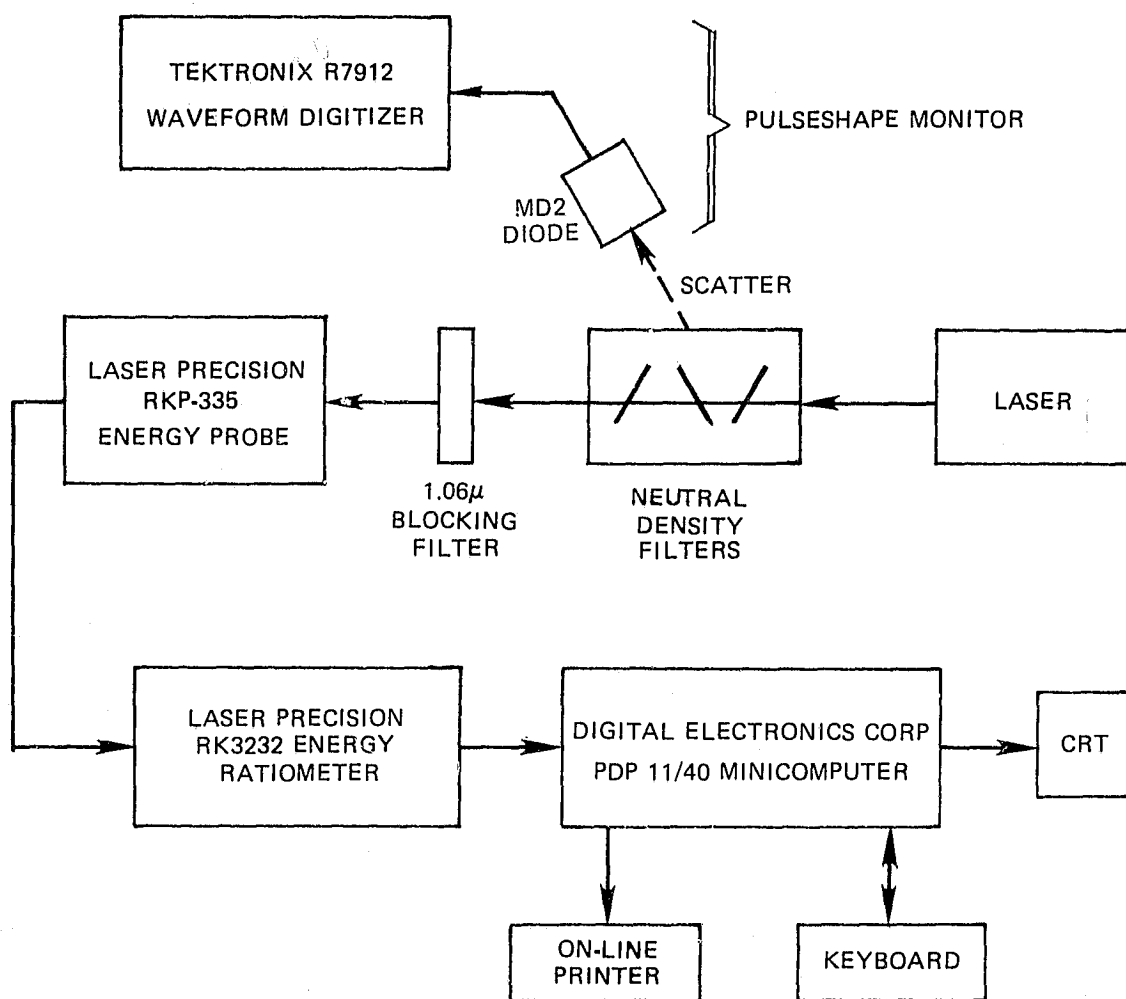 TEKTRONIX R7912
WAVEFORM DIGITIZER
PULSESHAPE MONITOR
MD2
DIODE
SCATTER
LASER PRECISION
RKP-335
ENERGY PROBE
LASER
1.06μ
BLOCKING
FILTER
NEUTRAL
DENSITY
FILTERS
LASER PRECISION
RK3232 ENERGY
RATIOMETER
DIGITAL ELECTRONICS CORP
PDP 11/40 MINICOMPUTER
CRT
ON-LINE
PRINTER
KEYBOARD